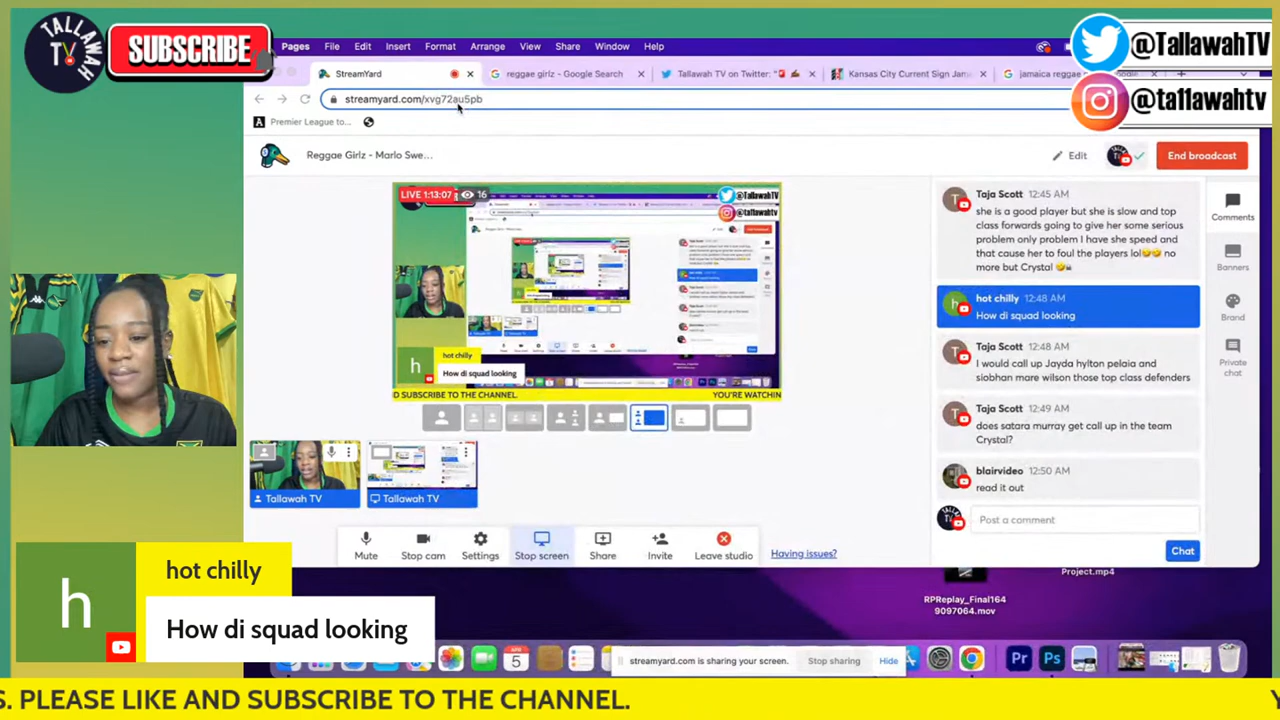 TALLAWAH
TV
SUBSCRIBE
Pages File Edit Insert Format Arrange View Share Window Help
@TallawahTV
@ta11awahtv
StreamYard
reggae girlz - Google Search
Tallawah TV on Twitter: "
Kansas City Current Sign Jam
jamaica reggae
streamyard.com/xvg72au5pb
Premier League to...
Reggae Girlz - Marlo Swe...
Edit
End broadcast
LIVE 1:13:07 16
@TallawahTV
@ta11awahtv
hot chilly
How di squad looking
D SUBSCRIBE TO THE CHANNEL.
YOU'RE WATCHIN
Tallawah TV
Tallawah TV
Mute
Stop cam
Settings
Stop screen
Share
Invite
Leave studio
Having issues?
Taja Scott 12:45 AM
she is a good player but she is slow and top
class forwards going to give her some serious
problem only problem I have she speed and
that cause her to foul the players lol🤣🤣 no
more but Crystal 🤣☠
hot chilly 12:48 AM
How di squad looking
Taja Scott 12:48 AM
I would call up Jayda hylton pelaia and
siobhan mare wilson those top class defenders
Taja Scott 12:49 AM
does satara murray get call up in the team
Crystal?
blairvideo 12:50 AM
read it out
Post a comment
Chat
Comments
Banners
Brand
Private
chat
h
hot chilly
How di squad looking
RPReplay_Final164
9097064.mov
Project.mp4
APR
5
streamyard.com is sharing your screen.
Stop sharing
Hide
Pr
Ps
S. PLEASE LIKE AND SUBSCRIBE TO THE CHANNEL.
Y